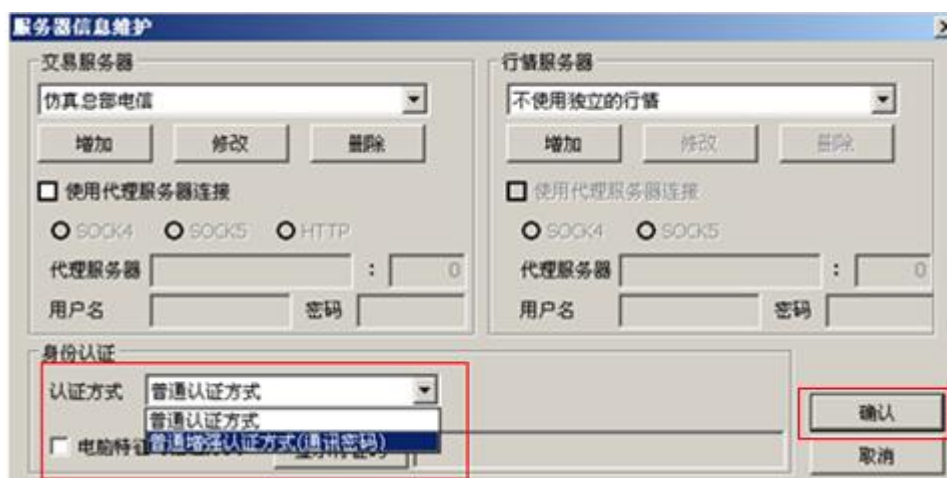 服务器信息维护
交易服务器
仿真总部电信
增加 修改 删除
使用代理服务器连接
SOCK4 SOCK5 HTTP
代理服务器 : 0
用户名 密码
行情服务器
不使用独立的行情
增加 修改 删除
使用代理服务器连接
SOCK4 SOCK5
代理服务器 : 0
用户名 密码
身份认证
认证方式 普通认证方式
普通认证方式
普通增强认证方式(通讯密码)
电脑特征
确认
取消